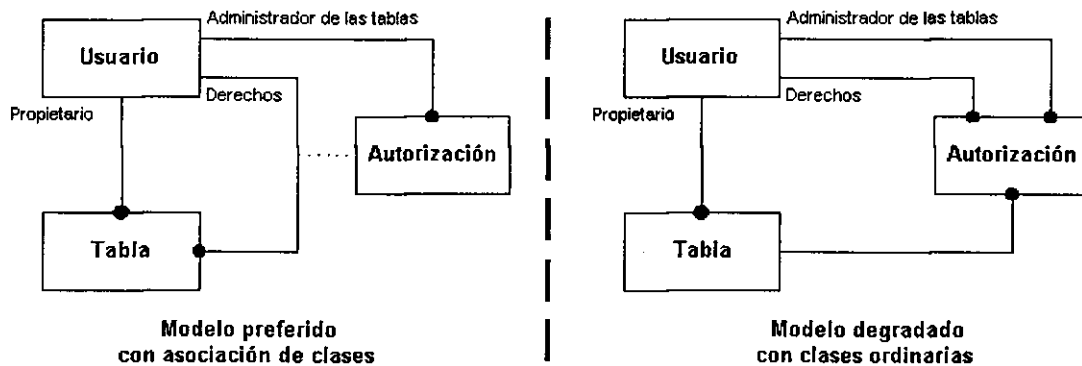 Administrador de las tablas
Usuario
Derechos
Propietario
Autorización
Tabla
Modelo preferido
con asociación de clases
Administrador de las tablas
Usuario
Derechos
Propietario
Autorización
Tabla
Modelo degradado
con clases ordinarias